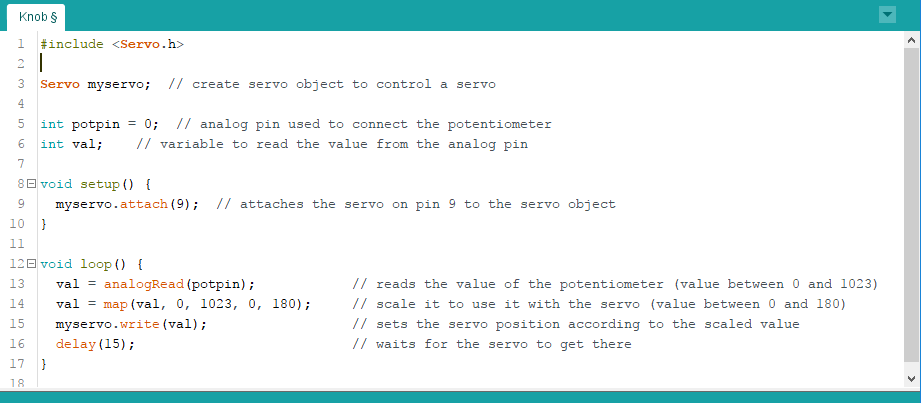 Knob §
1 #include <Servo.h>
2
3 Servo myservo;  // create servo object to control a servo
4
5 int potpin = 0;  // analog pin used to connect the potentiometer
6 int val;    // variable to read the value from the analog pin
7
8 void setup() {
9   myservo.attach(9);  // attaches the servo on pin 9 to the servo object
10 }
11
12 void loop() {
13   val = analogRead(potpin);            // reads the value of the potentiometer (value between 0 and 1023)
14   val = map(val, 0, 1023, 0, 180);     // scale it to use it with the servo (value between 0 and 180)
15   myservo.write(val);                  // sets the servo position according to the scaled value
16   delay(15);                           // waits for the servo to get there
17 }
18